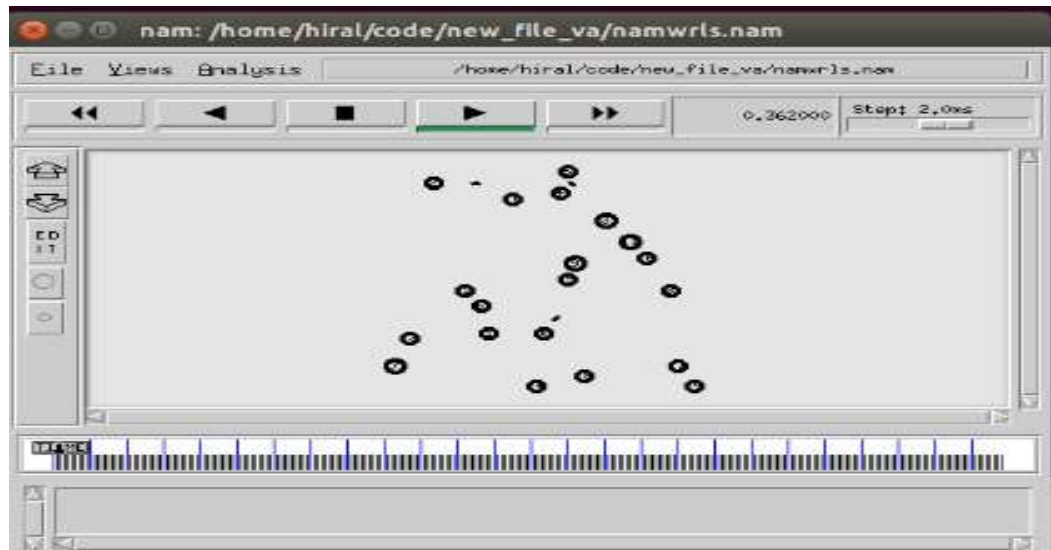 nam: /home/hiral/code/new_file_va/namwrls.nam
File Views Analysis /home/hiral/code/new_file_va/namwrls.nam
0.362000 Step: 2.0ms
ED
IT